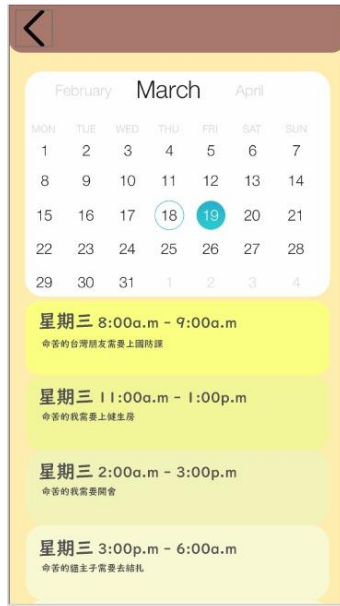 February March April
MON TUE WED THU FRI SAT SUN
1 2 3 4 5 6 7
8 9 10 11 12 13 14
15 16 17 18 19 20 21
22 23 24 25 26 27 28
29 30 31 1 2 3 4
星期三 8:00a.m - 9:00a.m
命苦的台灣朋友需要上國防課
星期三 11:00a.m - 1:00p.m
命苦的我需要上健生房
星期三 2:00a.m - 3:00p.m
命苦的我需要開會
星期三 3:00p.m - 6:00a.m
命苦的貓主子需要去結扎